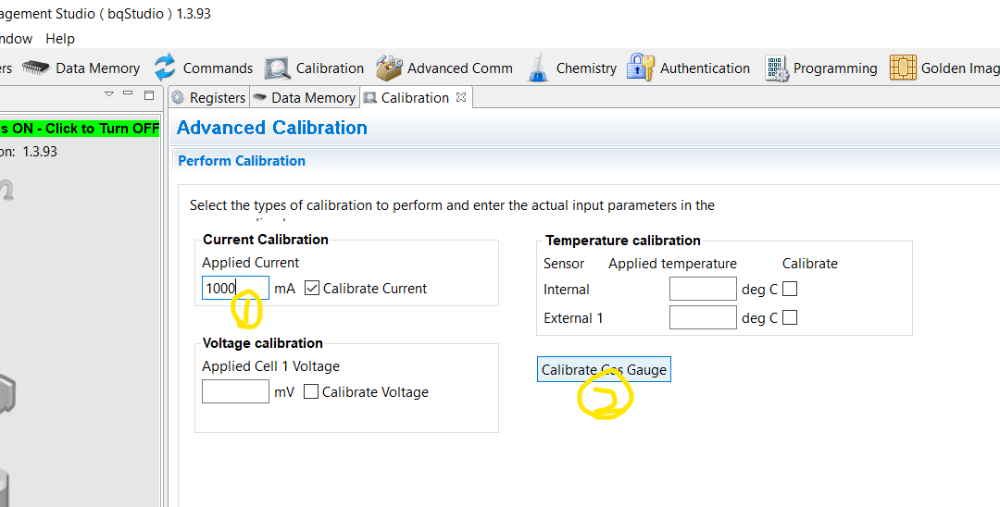 agement Studio ( bqStudio ) 1.3.93
ndow Help
rs Data Memory Commands Calibration Advanced Comm Chemistry Authentication Programming Golden Imag
Registers Data Memory Calibration
s ON - Click to Turn OFF
Advanced Calibration
on: 1.3.93
Perform Calibration
Select the types of calibration to perform and enter the actual input parameters in the
Current Calibration
Applied Current
1000 mA Calibrate Current
1
Voltage calibration
Applied Cell 1 Voltage
mV Calibrate Voltage
Temperature calibration
Sensor Applied temperature Calibrate
Internal deg C
External 1 deg C
Calibrate Gas Gauge
2